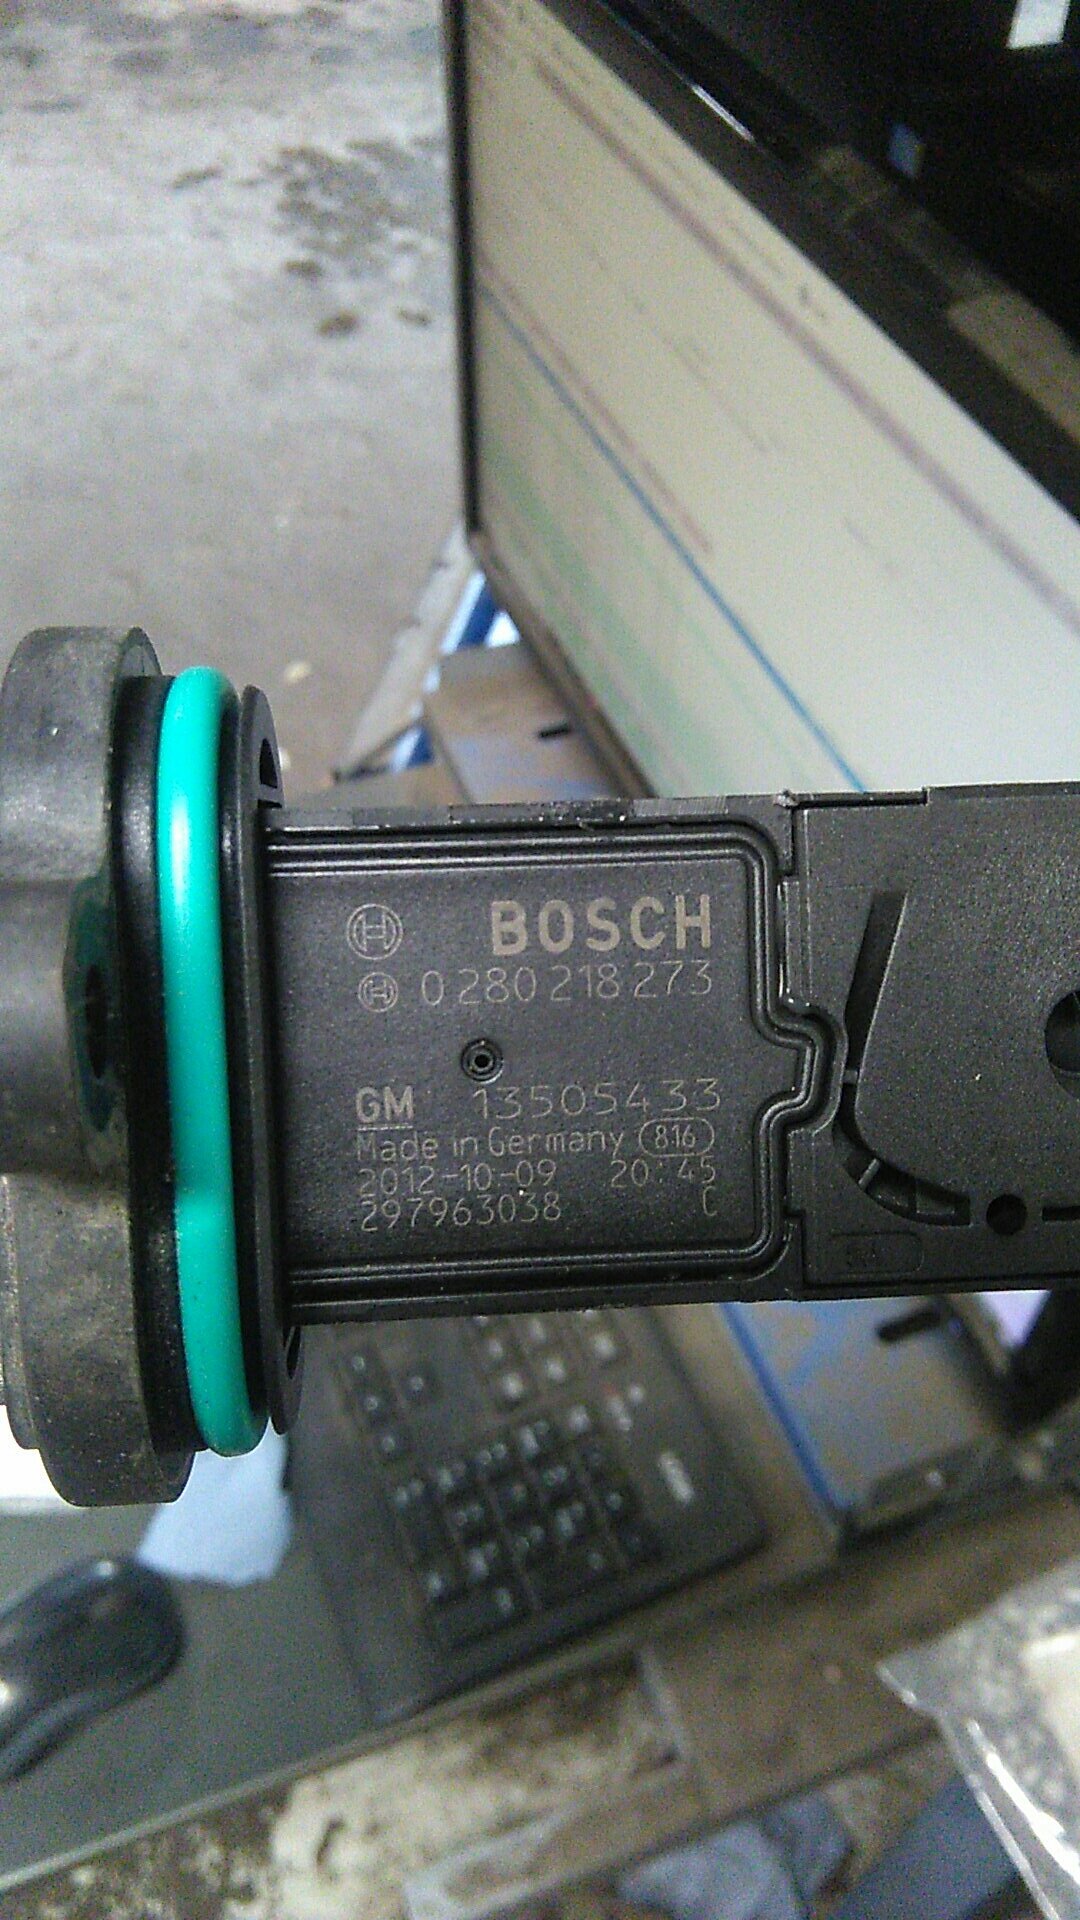 BOSCH
0 280 218 273
GM 13505433
Made in Germany 816
2012-10-09 20:45
297963038 C